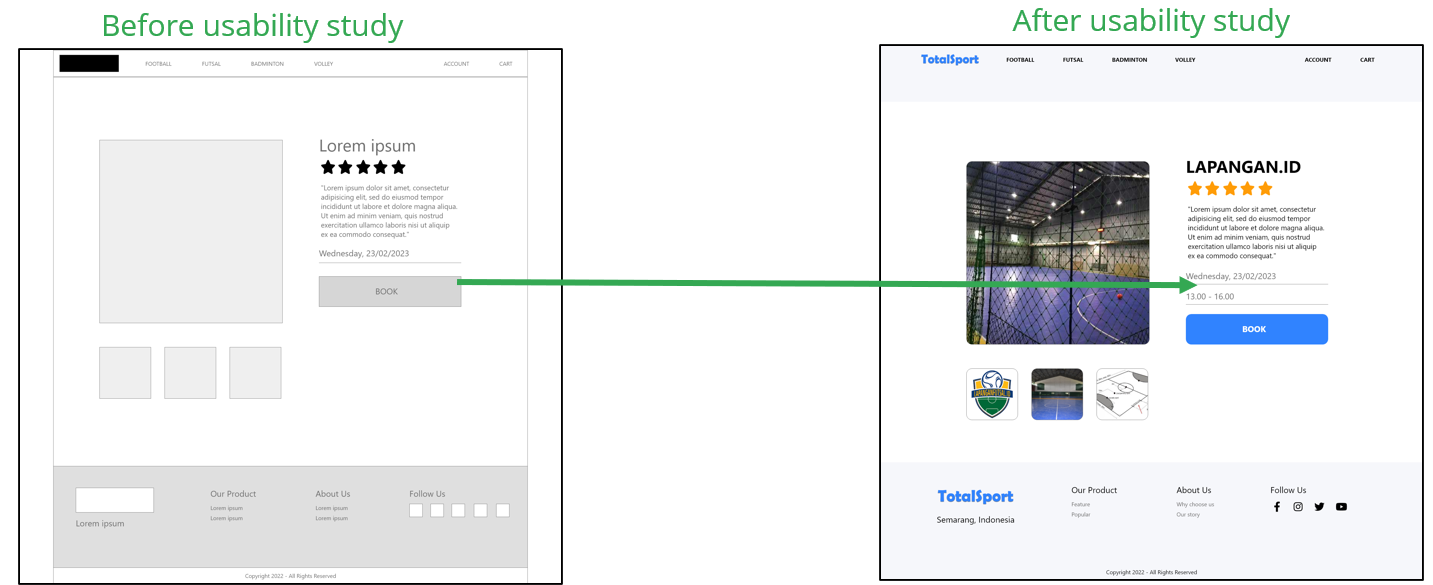 Before usability study
FOOTBALL
FUTSAL
BADMINTON
VOLLEY
ACCOUNT
CART
Lorem ipsum
"Lorem ipsum dolor sit amet, consectetur
adipisicing elit, sed do eiusmod tempor
incididunt ut labore et dolore magna aliqua.
Ut enim ad minim veniam, quis nostrud
exercitation ullamco laboris nisi ut aliquip
ex ea commodo consequat."
Wednesday, 23/02/2023
BOOK
Lorem ipsum
Our Product
Lorem ipsum
Lorem ipsum
About Us
Lorem ipsum
Lorem ipsum
Follow Us
Copyright 2022 - All Rights Reserved
After usability study
TotalSport
FOOTBALL
FUTSAL
BADMINTON
VOLLEY
ACCOUNT
CART
LAPANGAN.ID
"Lorem ipsum dolor sit amet, consectetur
adipisicing elit, sed do eiusmod tempor
incididunt ut labore et dolore magna aliqua.
Ut enim ad minim veniam, quis nostrud
exercitation ullamco laboris nisi ut aliquip
ex ea commodo consequat."
Wednesday, 23/02/2023
13.00 - 16.00
BOOK
TotalSport
Semarang, Indonesia
Our Product
Feature
Popular
About Us
Why choose us
Our story
Follow Us
Copyright 2022 - All Rights Reserved